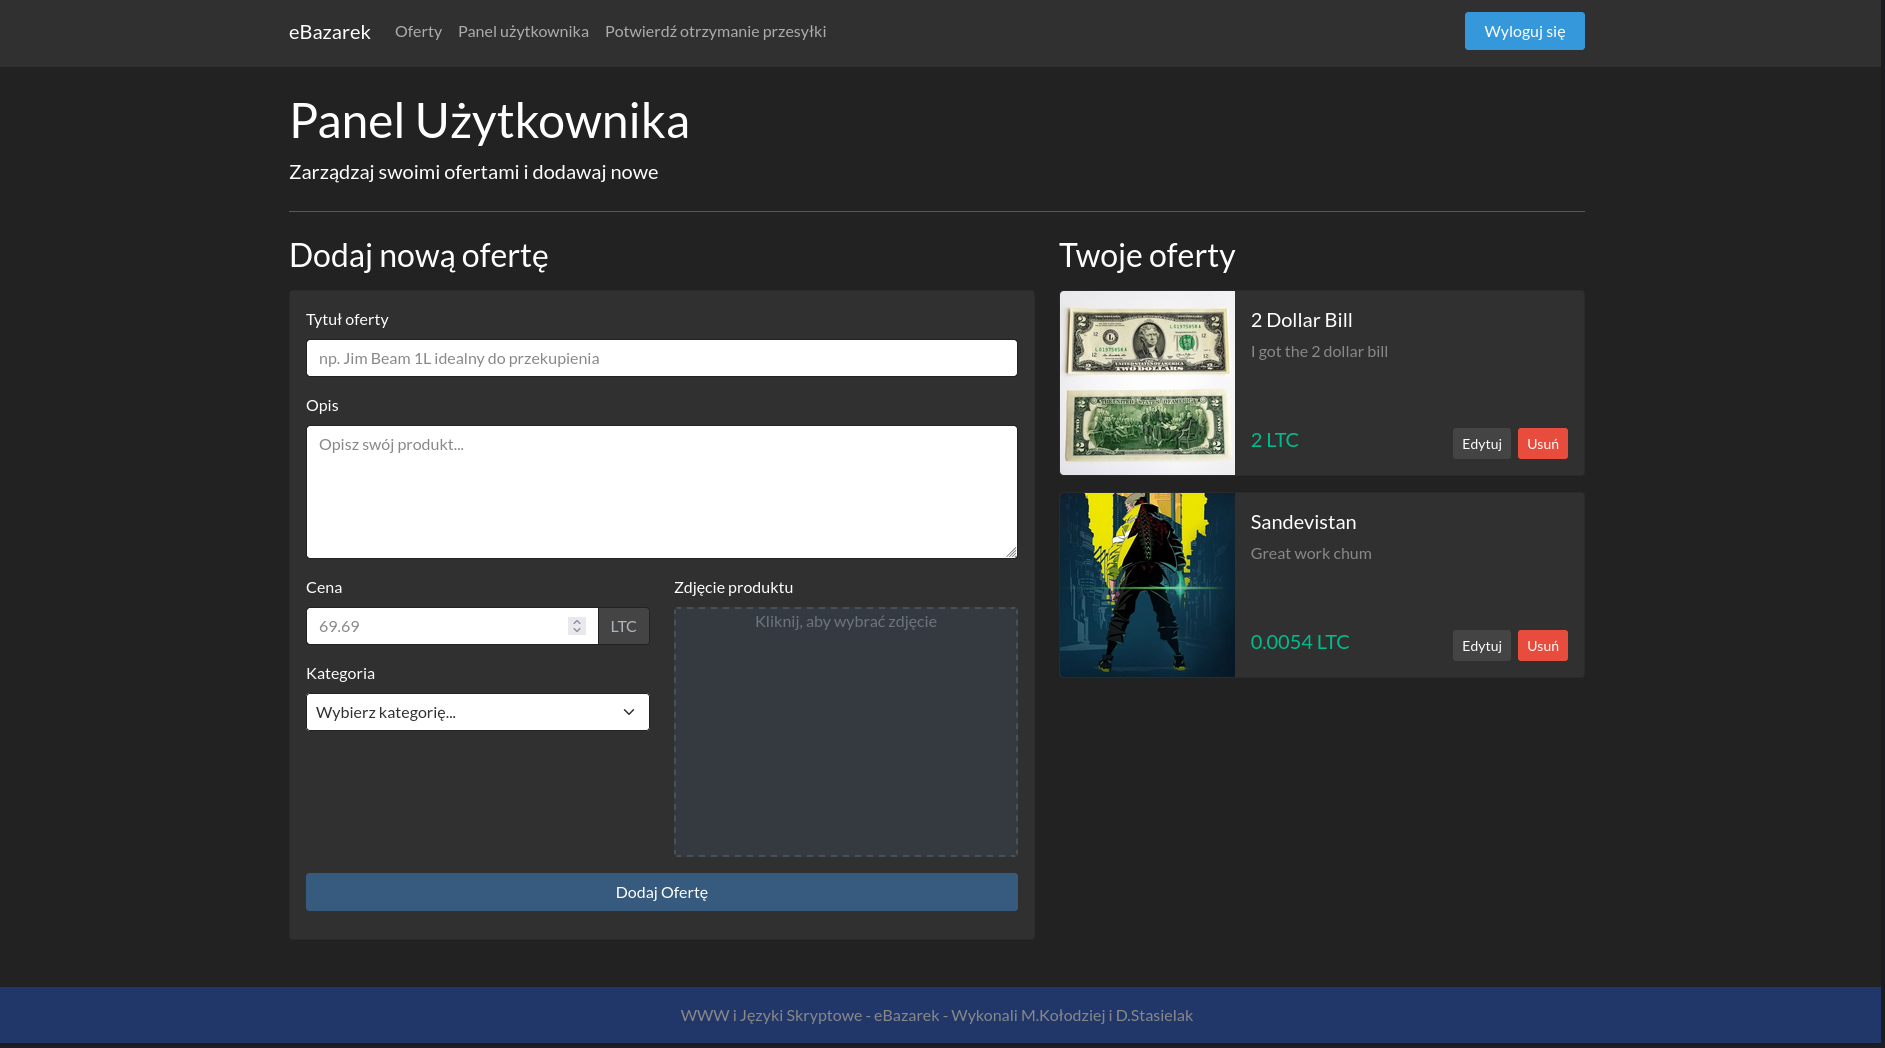 eBazarek Oferty Panel użytkownika Potwierdź otrzymanie przesyłki Wyloguj się
Panel Użytkownika
Zarządzaj swoimi ofertami i dodawaj nowe
Dodaj nową ofertę
Tytuł oferty
np. Jim Beam 1L idealny do przekupienia
Opis
Opisz swój produkt...
Cena
69.69 LTC
Kategoria
Wybierz kategorię...
Zdjęcie produktu
Kliknij, aby wybrać zdjęcie
Dodaj Ofertę
Twoje oferty
L 01975858 A
L 01975858 A
TWO DOLLARS
2 Dollar Bill
I got the 2 dollar bill
2 LTC Edytuj Usuń
Sandevistan
Great work chum
0.0054 LTC Edytuj Usuń
WWW i Języki Skryptowe - eBazarek - Wykonali M.Kołodziej i D.Stasielak